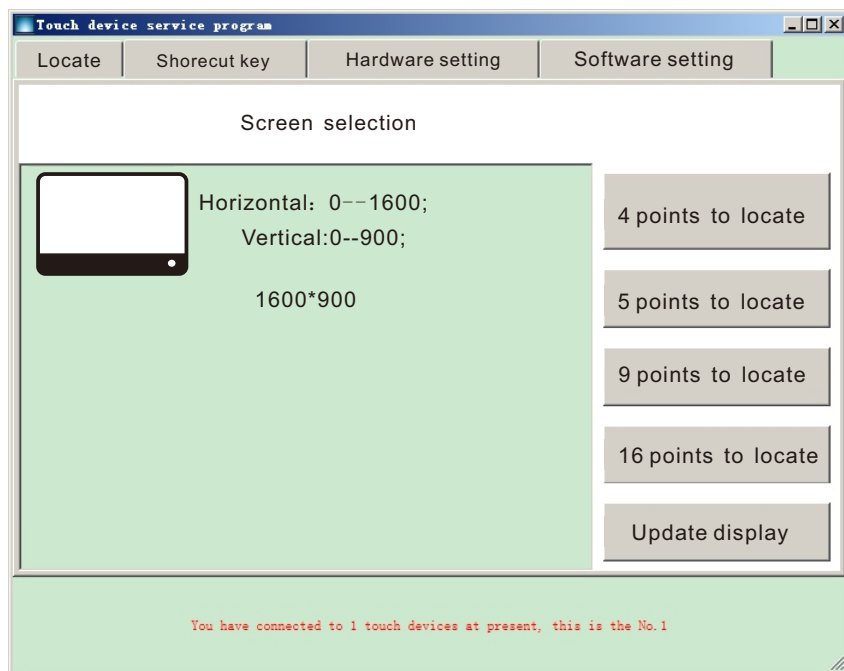 Touch device service program
Locate
Shorecut key
Hardware setting
Software setting
Screen selection
Horizontal：0--1600;
Vertical:0--900;
1600*900
4 points to locate
5 points to locate
9 points to locate
16 points to locate
Update display
You have connected to 1 touch devices at present, this is the No.1